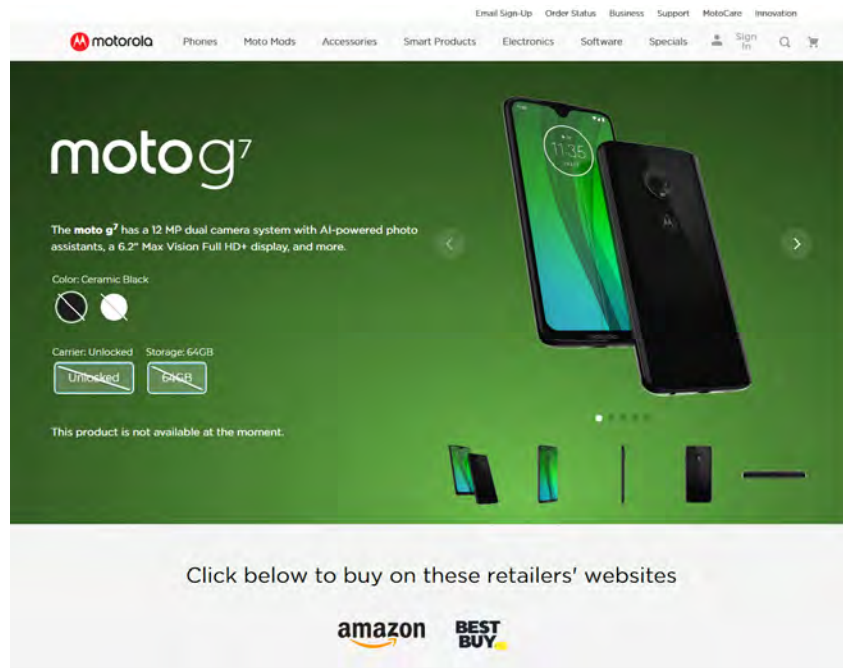 Email Sign-Up Order Status Business Support MotoCare Innovation
motorola Phones Moto Mods Accessories Smart Products Electronics Software Specials Sign In
moto g7
11:35
The moto g7 has a 12 MP dual camera system with AI-powered photo
assistants, a 6.2" Max Vision Full HD+ display, and more.
Color: Ceramic Black
Carrier: Unlocked Storage: 64GB
Unlocked 64GB
This product is not available at the moment.
Click below to buy on these retailers' websites
amazon BEST
BUY